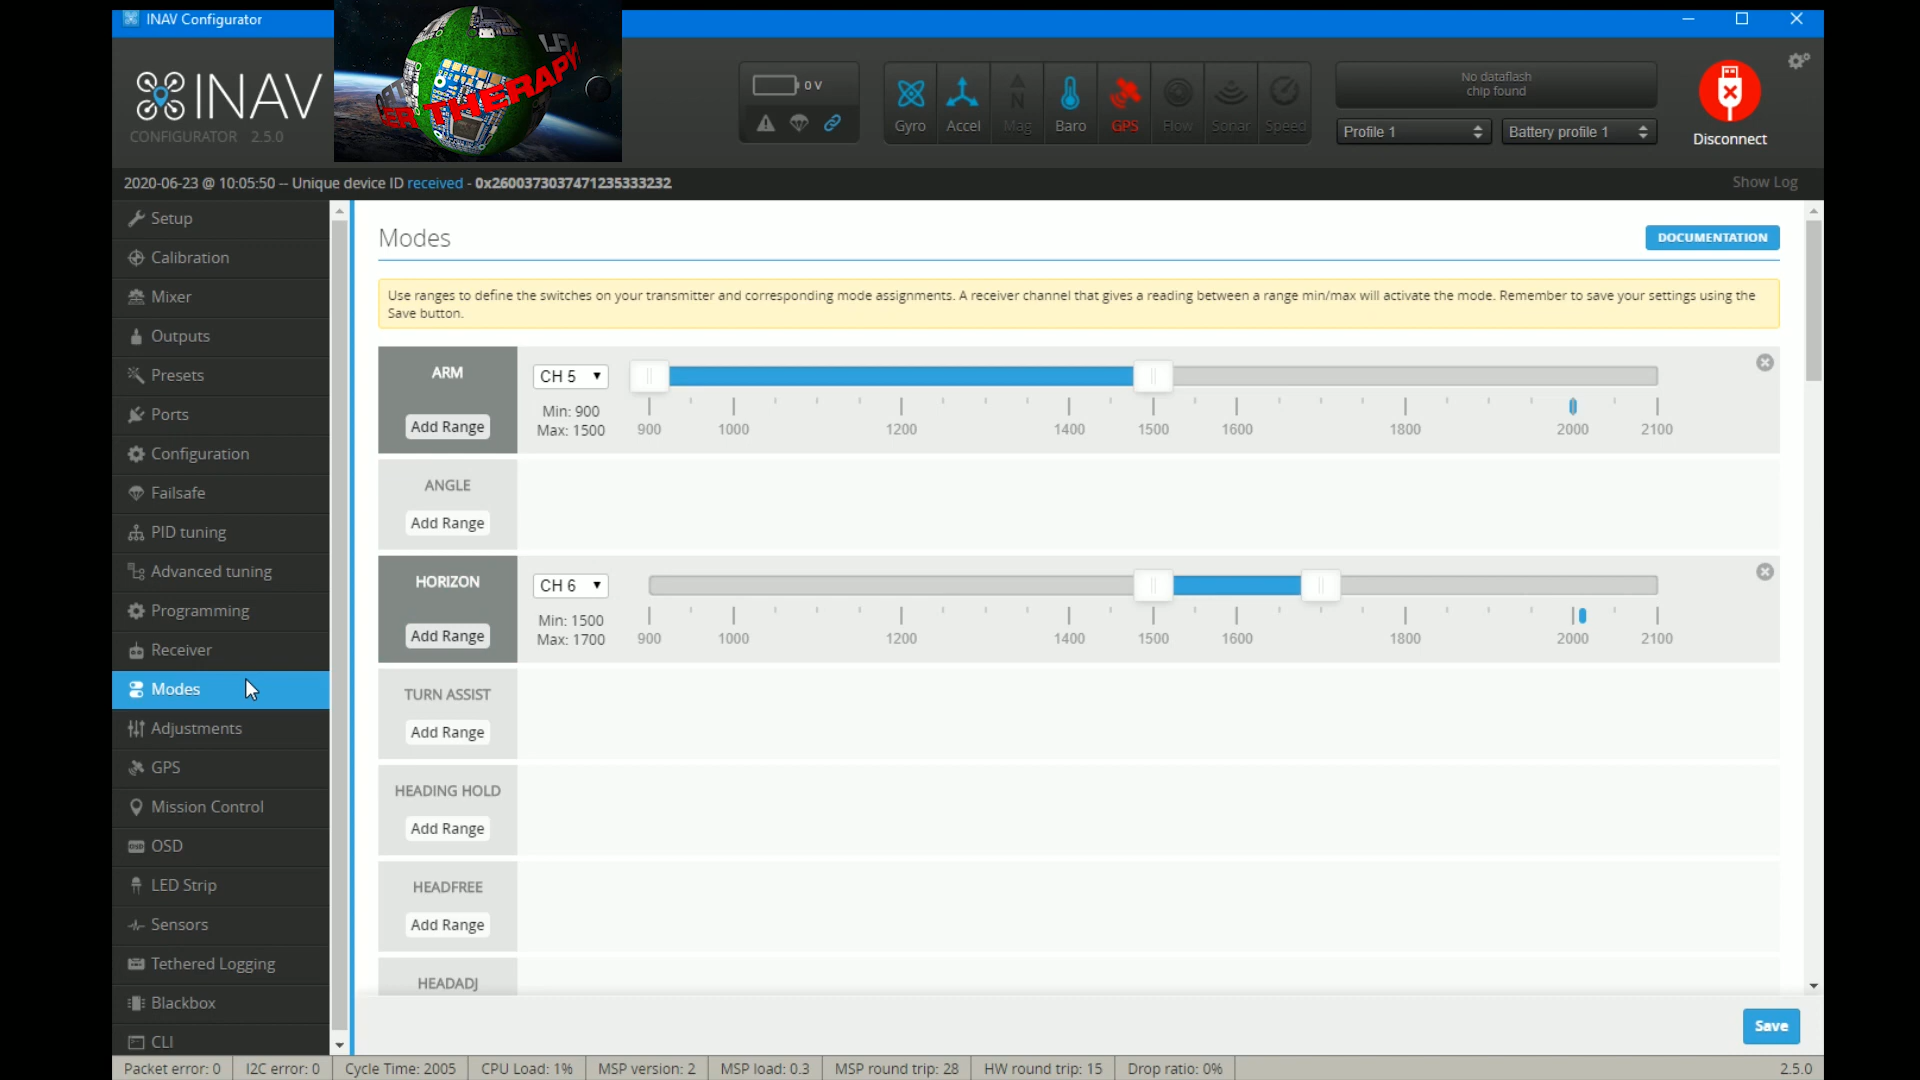 INAV Configurator
INAV
CONFIGURATOR 2.5.0
THERAPY
0 V
Gyro
Accel
Mag
Baro
GPS
Flow
Sonar
Speed
No dataflash
chip found
Profile 1
Battery profile 1
Disconnect
2020-06-23 @ 10:05:50 -- Unique device ID received - 0x2600373037471235333232
Show Log
Setup
Calibration
Mixer
Outputs
Presets
Ports
Configuration
Failsafe
PID tuning
Advanced tuning
Programming
Receiver
Modes
Adjustments
GPS
Mission Control
OSD
LED Strip
Sensors
Tethered Logging
Blackbox
CLI
Modes
DOCUMENTATION
Use ranges to define the switches on your transmitter and corresponding mode assignments. A receiver channel that gives a reading between a range min/max will activate the mode. Remember to save your settings using the
Save button.
ARM
Add Range
CH 5
Min: 900
Max: 1500
900 1000 1200 1400 1500 1600 1800 2000 2100
ANGLE
Add Range
HORIZON
Add Range
CH 6
Min: 1500
Max: 1700
900 1000 1200 1400 1500 1600 1800 2000 2100
TURN ASSIST
Add Range
HEADING HOLD
Add Range
HEADFREE
Add Range
HEADADJ
Save
Packet error: 0
I2C error: 0
Cycle Time: 2005
CPU Load: 1%
MSP version: 2
MSP load: 0.3
MSP round trip: 28
HW round trip: 15
Drop ratio: 0%
2.5.0